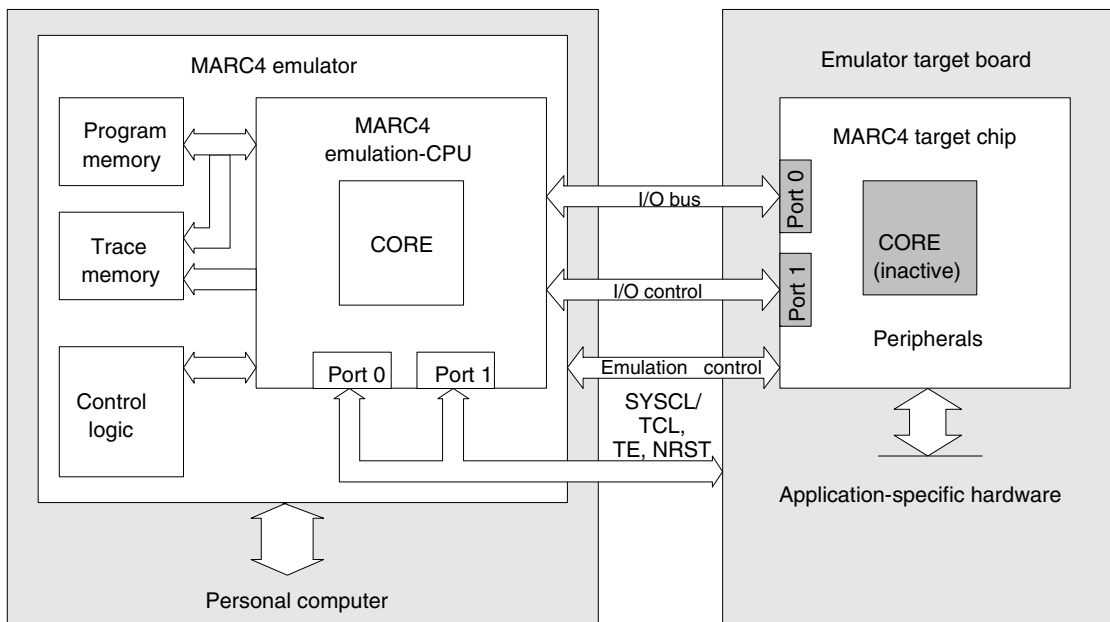 MARC4 emulator
Program
memory
Trace
memory
Control
logic
MARC4
emulation-CPU
CORE
Port 0
Port 1
Personal computer
I/O bus
I/O control
Emulation control
SYSCL/
TCL,
TE, NRST
Emulator target board
MARC4 target chip
Port 0
Port 1
CORE
(inactive)
Peripherals
Application-specific hardware